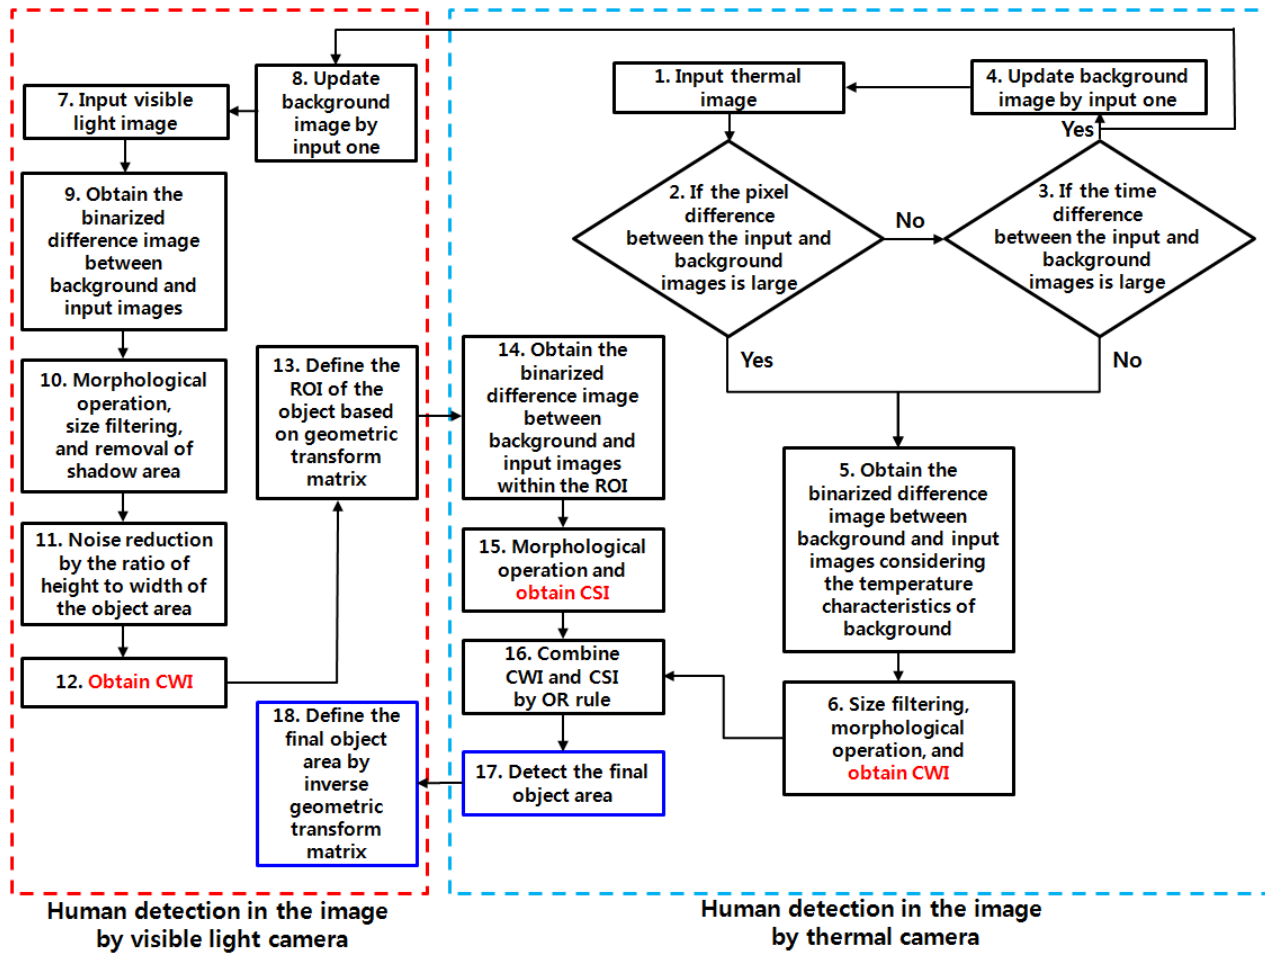 8. Update
background
image by
input one
7. Input visible
light image
9. Obtain the
binarized
difference image
between
background and
input images
10. Morphological
operation,
size filtering,
and removal of
shadow area
11. Noise reduction
by the ratio of
height to width of
the object area
12. Obtain CWI
13. Define the
ROI of the
object based
on geometric
transform
matrix
18. Define the
final object
area by
inverse
geometric
transform
matrix
Human detection in the image
by visible light camera
1. Input thermal
image
4. Update background
image by input one
Yes
2. If the pixel
difference
between the input and
background
images is large
No
3. If the time
difference
between the input and
background
images is large
Yes
No
14. Obtain the
binarized
difference image
between
background and
input images
within the ROI
15. Morphological
operation and
obtain CSI
16. Combine
CWI and CSI
by OR rule
17. Detect the final
object area
5. Obtain the
binarized difference
image between
background and input
images considering
the temperature
characteristics of
background
6. Size filtering,
morphological
operation, and
obtain CWI
Human detection in the image
by thermal camera